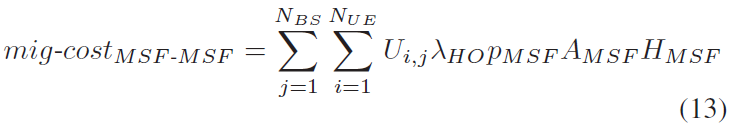 mig-cost_{MSF-MSF} = \sum_{j=1}^{N_{BS}} \sum_{i=1}^{N_{UE}} U_{i,j} \lambda_{HO} p_{MSF} A_{MSF} H_{MSF}
(13)